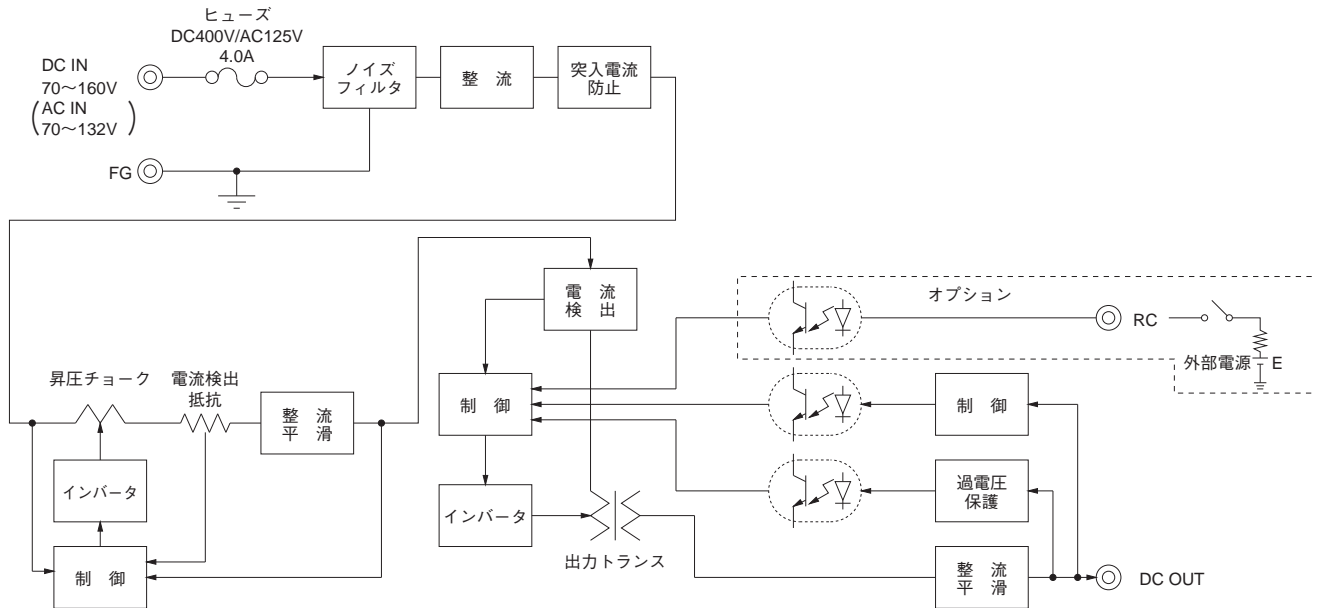 ヒューズ
DC400V/AC125V
4.0A
DC IN
70～160V
(AC IN
70～132V)
ノイズ
フィルタ
整 流
突入電流
防止
FG
電 流
検 出
オプション
RC
外部電源
E
昇圧チョーク
電流検出
抵抗
整 流
平 滑
制 御
制 御
インバータ
インバータ
過電圧
保護
出力トランス
制 御
整 流
平 滑
DC OUT